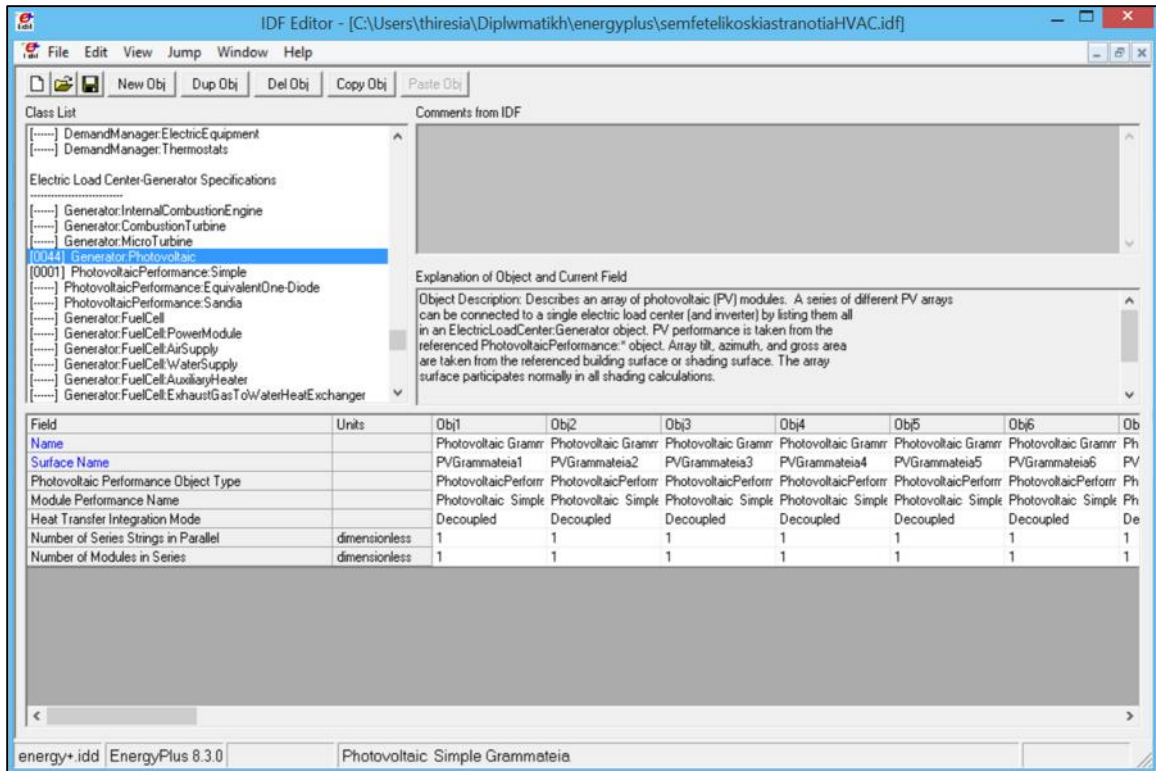 IDF Editor - [C:\Users\thiresia\Diplwmatikh\energyplus\semfetelikoskiastranotiaHVAC.idf]
File Edit View Jump Window Help
New Obj Dup Obj Del Obj Copy Obj Paste Obj
Class List
[------] DemandManager:ElectricEquipment
[------] DemandManager:Thermostats
Electric Load Center-Generator Specifications
----------------------------
[------] Generator:InternalCombustionEngine
[------] Generator:CombustionTurbine
[------] Generator:MicroTurbine
[0044] Generator:Photovoltaic
[0001] PhotovoltaicPerformance:Simple
[------] PhotovoltaicPerformance:EquivalentOne-Diode
[------] PhotovoltaicPerformance:Sandia
[------] Generator:FuelCell
[------] Generator:FuelCell:PowerModule
[------] Generator:FuelCell:AirSupply
[------] Generator:FuelCell:WaterSupply
[------] Generator:FuelCell:AuxiliaryHeater
[------] Generator:FuelCell:ExhaustGasToWaterHeatExchanger
Comments from IDF
Explanation of Object and Current Field
Object Description: Describes an array of photovoltaic (PV) modules. A series of different PV arrays
can be connected to a single electric load center (and inverter) by listing them all
in an ElectricLoadCenter:Generator object. PV performance is taken from the
referenced PhotovoltaicPerformance:* object. Array tilt, azimuth, and gross area
are taken from the referenced building surface or shading surface. The array
surface participates normally in all shading calculations.
Field Units Obj1 Obj2 Obj3 Obj4 Obj5 Obj6 Ob
Name Photovoltaic Gramm Photovoltaic Gramm Photovoltaic Gramm Photovoltaic Gramm Photovoltaic Gramm Photovoltaic Gramm Ph
Surface Name PVGrammateia1 PVGrammateia2 PVGrammateia3 PVGrammateia4 PVGrammateia5 PVGrammateia6 PV
Photovoltaic Performance Object Type PhotovoltaicPerform PhotovoltaicPerform PhotovoltaicPerform PhotovoltaicPerform PhotovoltaicPerform PhotovoltaicPerform Ph
Module Performance Name Photovoltaic Simple Photovoltaic Simple Photovoltaic Simple Photovoltaic Simple Photovoltaic Simple Photovoltaic Simple Ph
Heat Transfer Integration Mode Decoupled Decoupled Decoupled Decoupled Decoupled Decoupled De
Number of Series Strings in Parallel dimensionless 1 1 1 1 1 1 1
Number of Modules in Series dimensionless 1 1 1 1 1 1 1
energy+.idd EnergyPlus 8.3.0 Photovoltaic Simple Grammateia